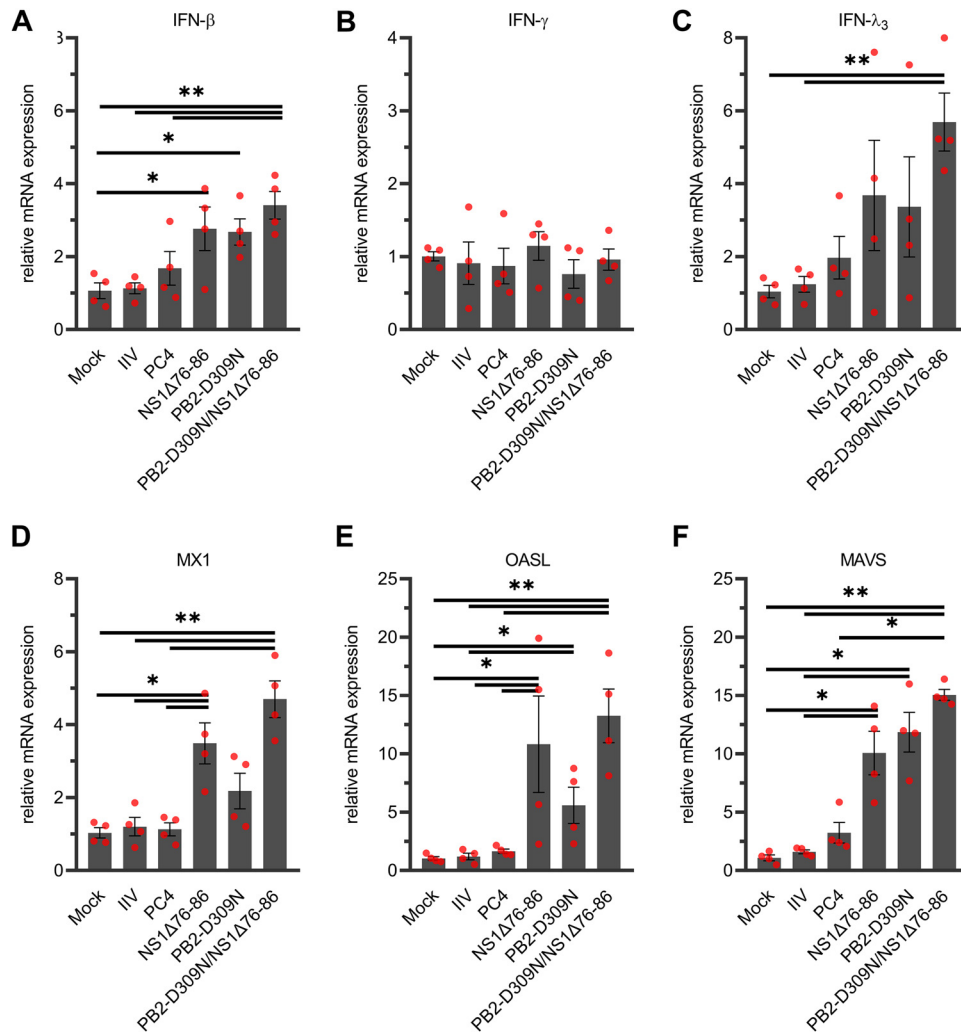 A
IFN-β
relative mRNA expression
8
6
4
2
0
**
*
*
Mock
IIV
PC4
NS1Δ76-86
PB2-D309N
PB2-D309N/NS1Δ76-86
B
IFN-γ
relative mRNA expression
4
3
2
1
0
Mock
IIV
PC4
NS1Δ76-86
PB2-D309N
PB2-D309N/NS1Δ76-86
C
IFN-λ3
relative mRNA expression
8
6
4
2
0
**
Mock
IIV
PC4
NS1Δ76-86
PB2-D309N
PB2-D309N/NS1Δ76-86
D
MX1
relative mRNA expression
8
6
4
2
0
**
*
Mock
IIV
PC4
NS1Δ76-86
PB2-D309N
PB2-D309N/NS1Δ76-86
E
OASL
relative mRNA expression
25
20
15
10
5
0
**
*
*
Mock
IIV
PC4
NS1Δ76-86
PB2-D309N
PB2-D309N/NS1Δ76-86
F
MAVS
relative mRNA expression
25
20
15
10
5
0
**
*
*
*
Mock
IIV
PC4
NS1Δ76-86
PB2-D309N
PB2-D309N/NS1Δ76-86